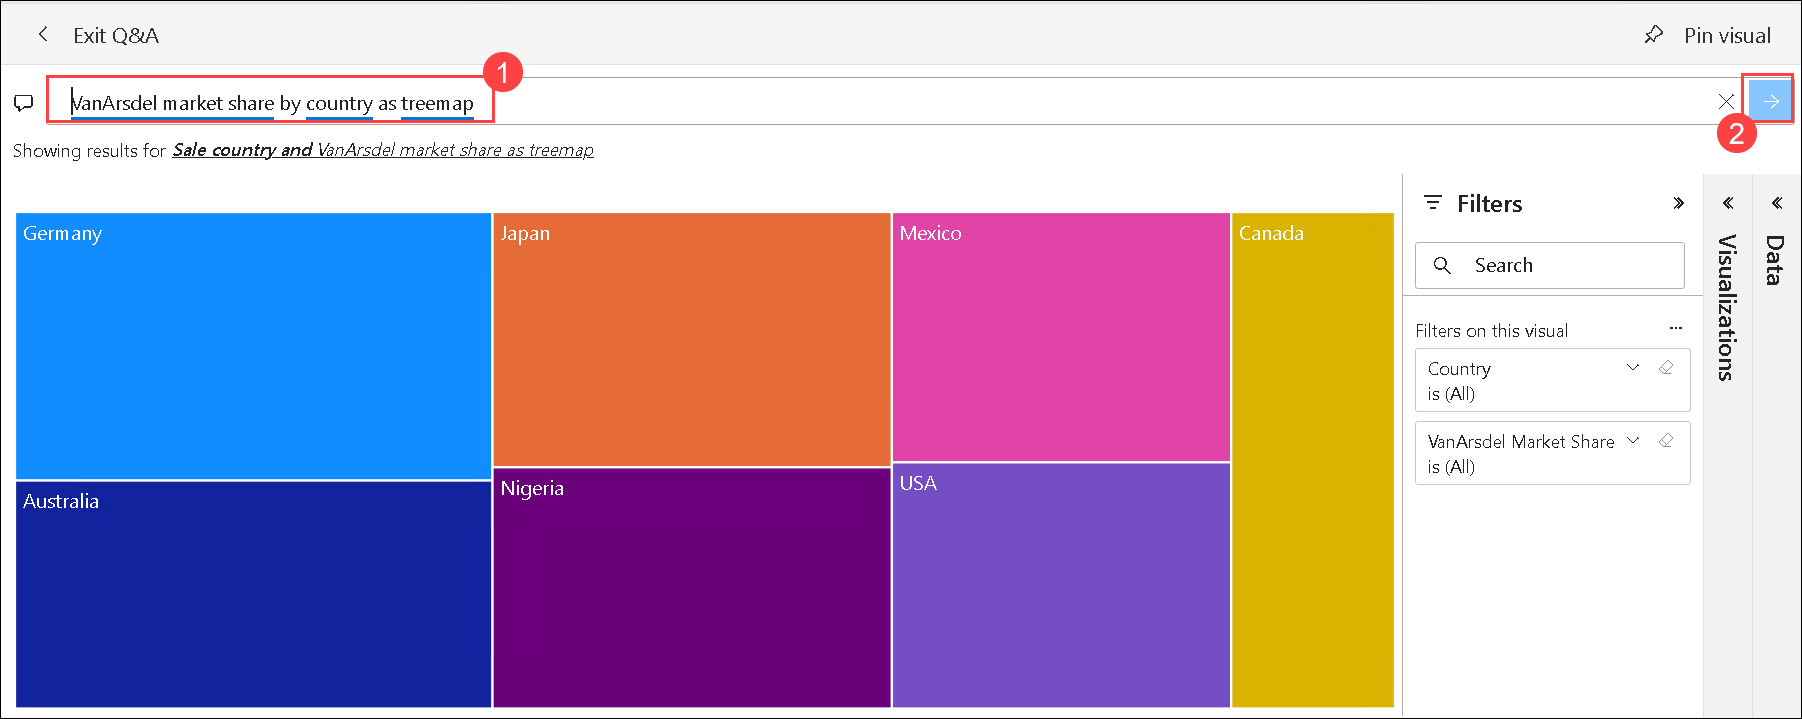 Exit Q&A
Pin visual
1
VanArsdel market share by country as treemap
2
Showing results for Sale country and VanArsdel market share as treemap
Germany
Japan
Mexico
Canada
Australia
Nigeria
USA
Filters
Search
Filters on this visual
...
Country
is (All)
VanArsdel Market Share
is (All)
Visualizations
Data